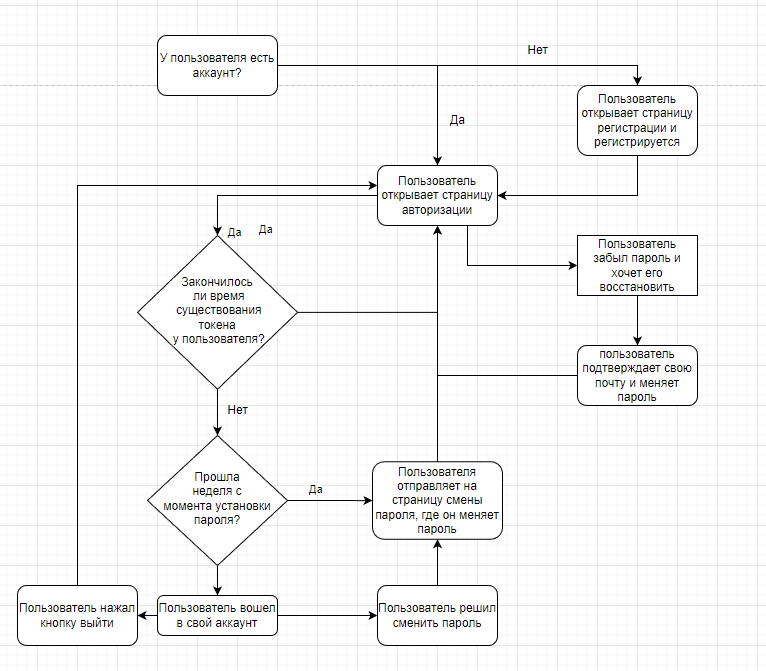 Нет
У пользователя есть
аккаунт?
Пользователь
открывает страницу
регистрации и
регистрируется
Да
Пользователь
открывает страницу
авторизации
Да
Да
Пользователь
забыл пароль и
хочет его
восстановить
Закончилось
ли время
существования
токена
у пользователя?
пользователь
подтверждает свою
почту и меняет
пароль
Нет
Прошла
неделя с
момента установки
пароля?
Да
Пользователя
отправляет на
страницу смены
пароля, где он меняет
пароль
Пользователь нажал
кнопку выйти
Пользователь вошел
в свой аккаунт
Пользователь решил
сменить пароль